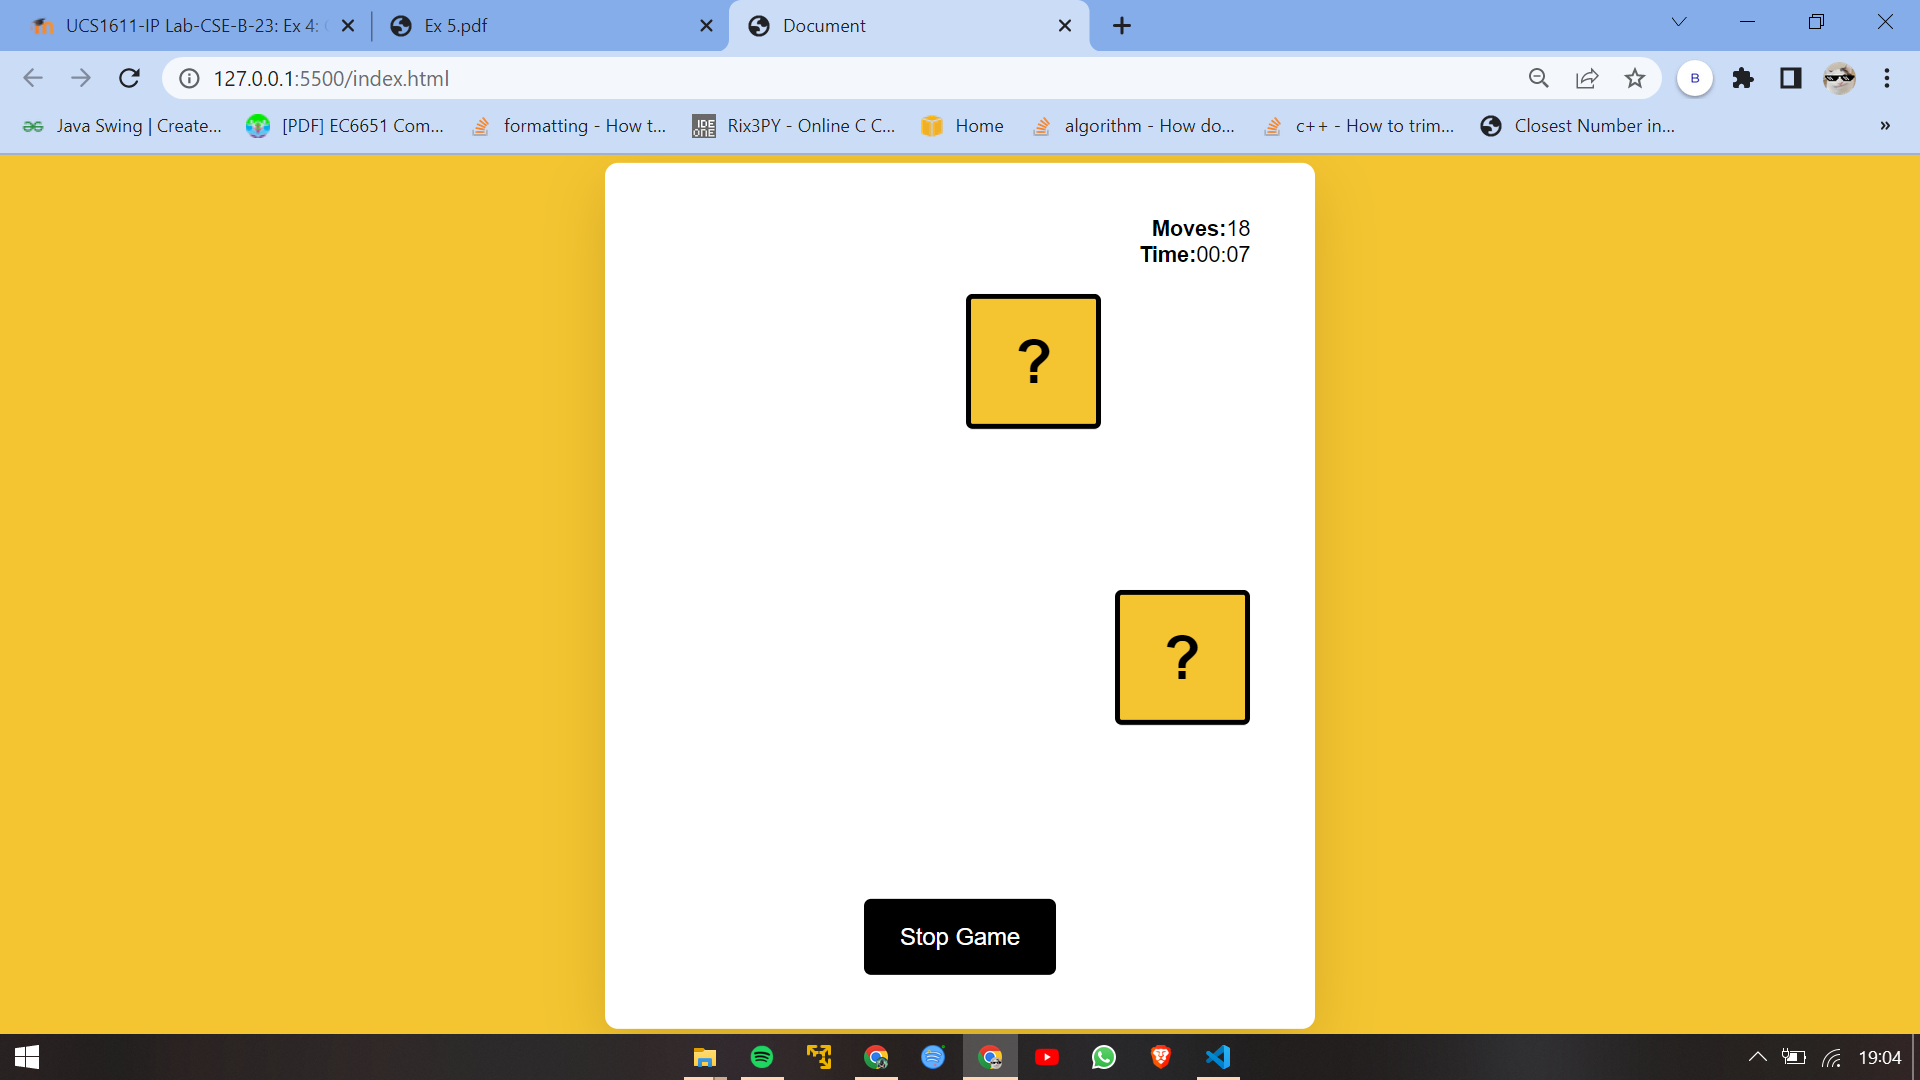 UCS1611-IP Lab-CSE-B-23: Ex 4:
Ex 5.pdf
Document
127.0.0.1:5500/index.html
B
Java Swing | Create...
[PDF] EC6651 Com...
formatting - How t...
IDE ONE
Rix3PY - Online C C...
Home
algorithm - How do...
c++ - How to trim...
Closest Number in...
»
Moves:18
Time:00:07
?
?
Stop Game
19:04